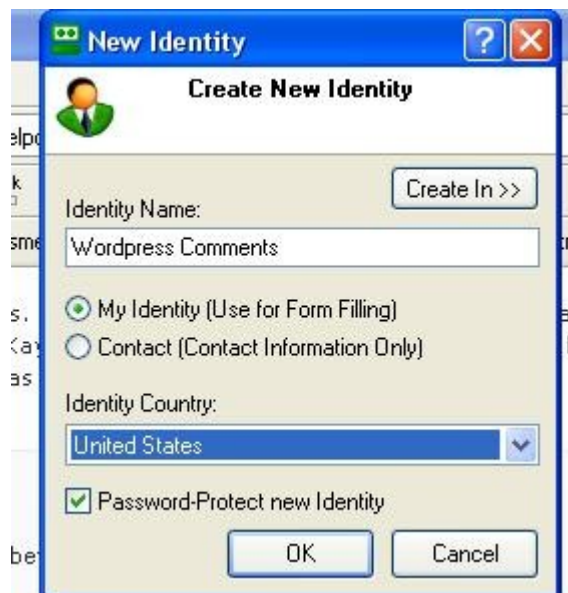 New Identity
Create New Identity
Create In >>
Identity Name:
Wordpress Comments
My Identity (Use for Form Filling)
Contact (Contact Information Only)
as
Identity Country:
United States
Password-Protect new Identity
OK Cancel